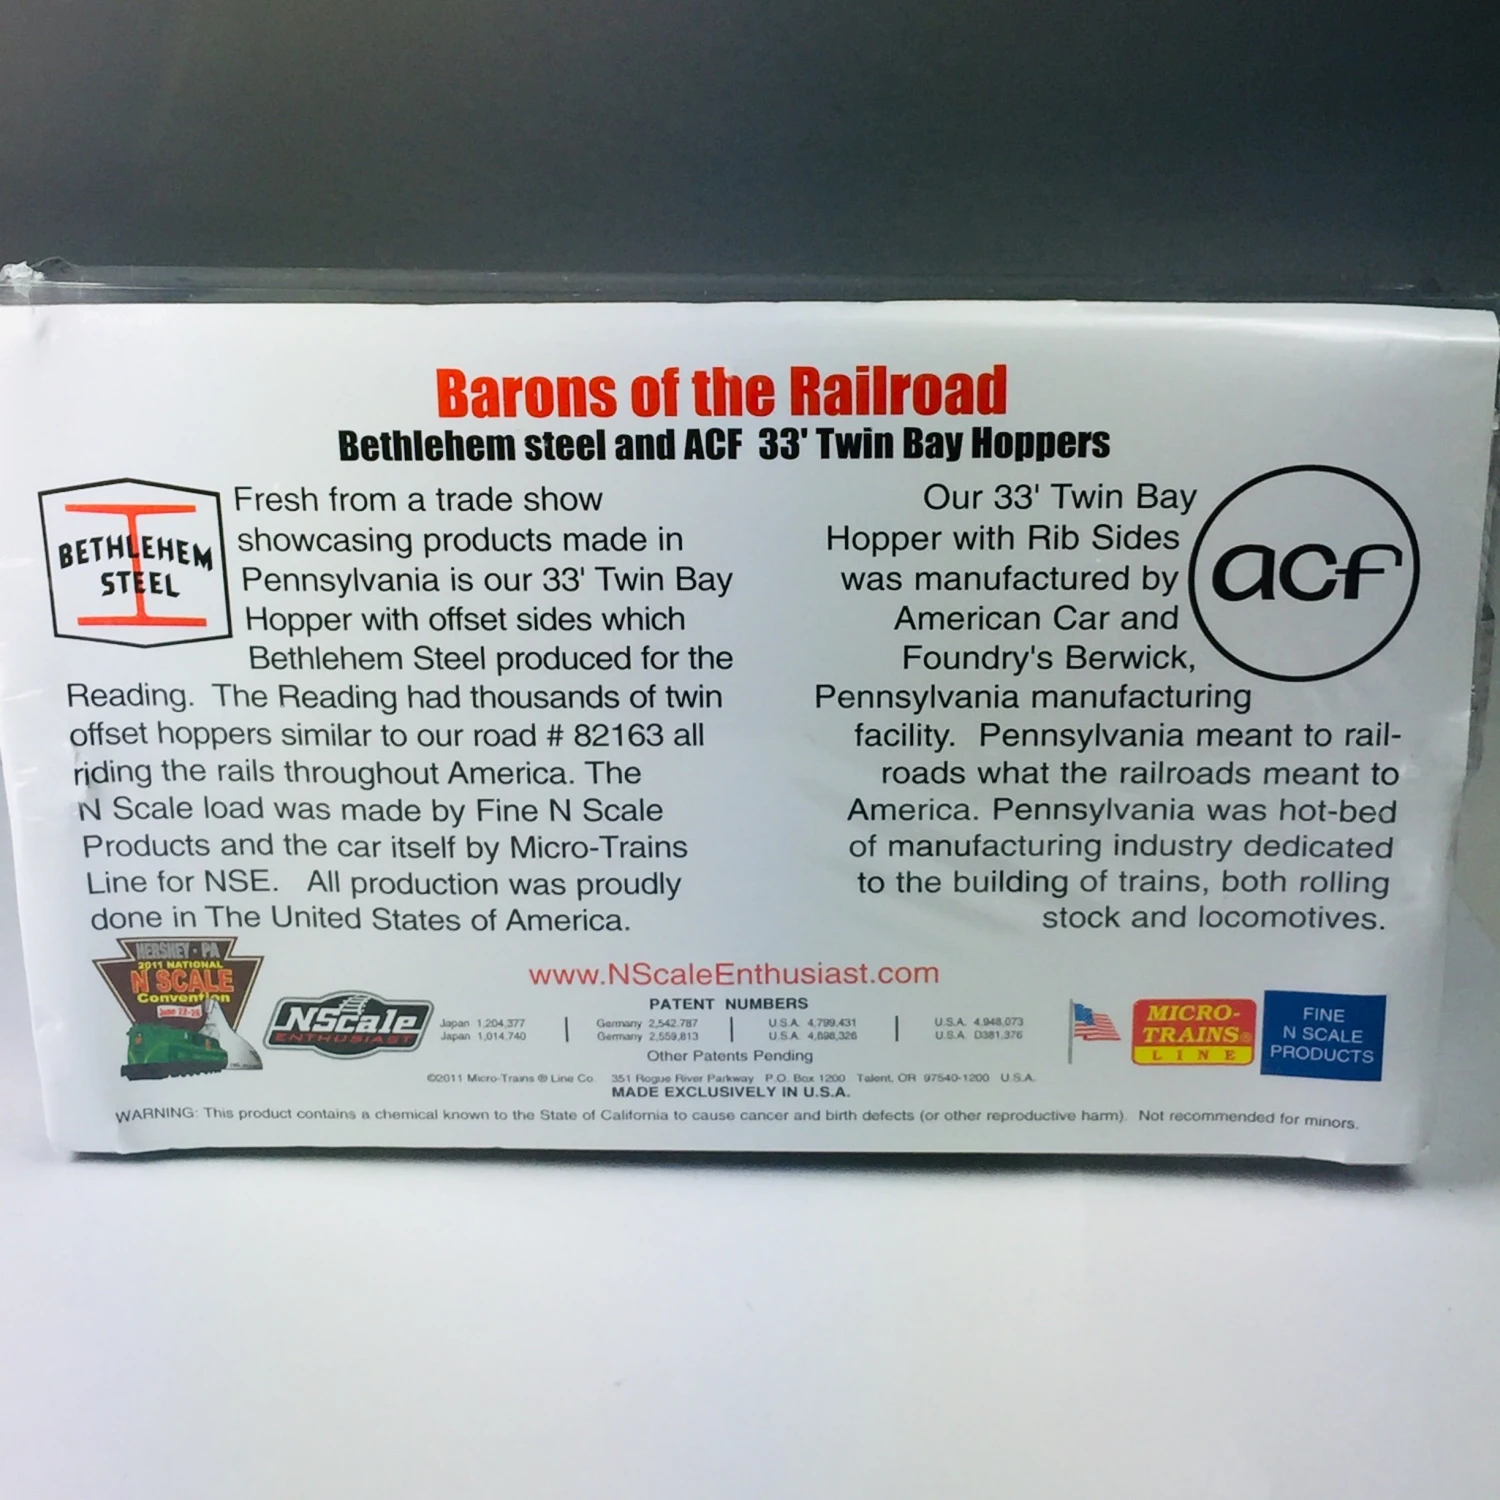 Barons of the Railroad
Bethlehem steel and ACF 33' Twin Bay Hoppers
BETHLEHEM
STEEL
Fresh from a trade show
showcasing products made in
Pennsylvania is our 33' Twin Bay
Hopper with offset sides which
Bethlehem Steel produced for the
Reading. The Reading had thousands of twin
offset hoppers similar to our road # 82163 all
riding the rails throughout America. The
N Scale load was made by Fine N Scale
Products and the car itself by Micro-Trains
Line for NSE. All production was proudly
done in The United States of America.
Our 33' Twin Bay
Hopper with Rib Sides
was manufactured by
American Car and
Foundry's Berwick,
Pennsylvania manufacturing
facility. Pennsylvania meant to rail-
roads what the railroads meant to
America. Pennsylvania was hot-bed
of manufacturing industry dedicated
to the building of trains, both rolling
stock and locomotives.
acf
HERSHEY - PA
2011 NATIONAL
N SCALE
Convention
June 22-26
NScale
ENTHUSIAST
www.NScaleEnthusiast.com
PATENT NUMBERS
Japan 1,204,377 | Germany 2,542,787 | U.S.A. 4,799,431 | U.S.A. 4,948,073
Japan 1,014,740 Germany 2,559,813 U.S.A. 4,898,326 U.S.A. D381,376
Other Patents Pending
©2011 Micro-Trains ® Line Co. 351 Rogue River Parkway P.O. Box 1200 Talent, OR 97540-1200 U.S.A.
MADE EXCLUSIVELY IN U.S.A.
MICRO-
TRAINS®
LINE
FINE
N SCALE
PRODUCTS
WARNING: This product contains a chemical known to the State of California to cause cancer and birth defects (or other reproductive harm). Not recommended for minors.